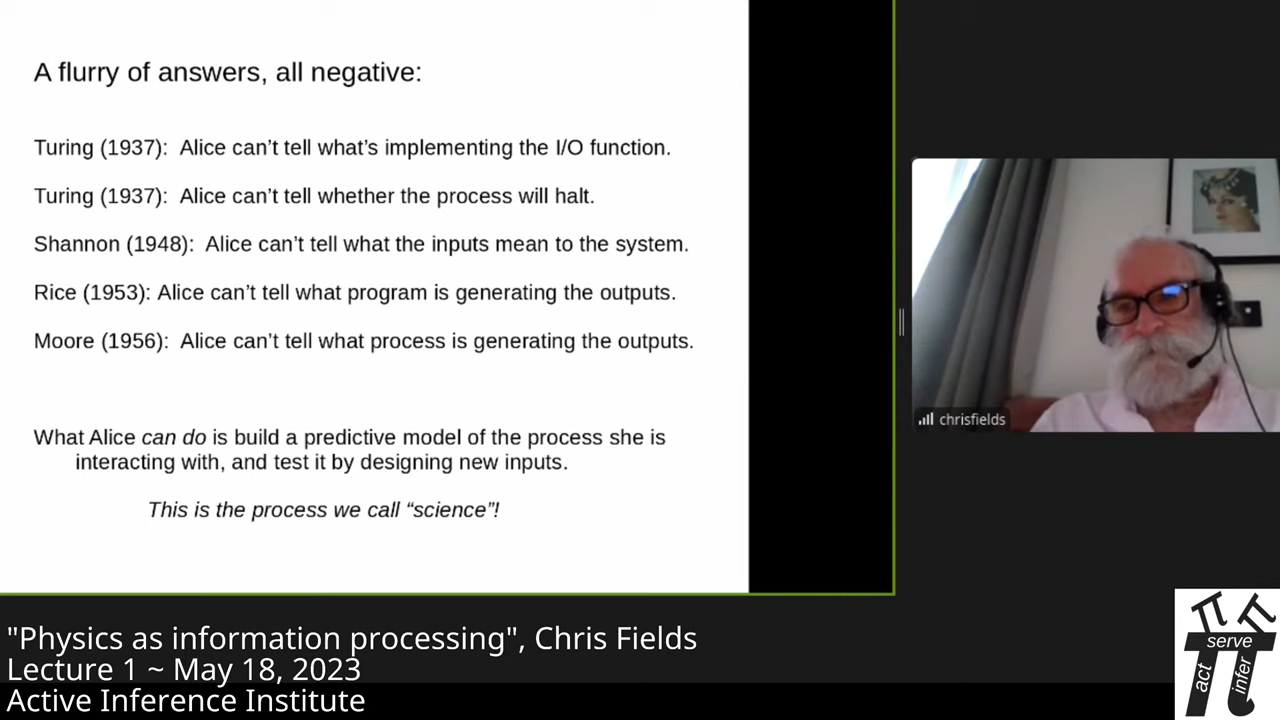 A flurry of answers, all negative:
Turing (1937):  Alice can’t tell what’s implementing the I/O function.
Turing (1937):  Alice can’t tell whether the process will halt.
Shannon (1948):  Alice can’t tell what the inputs mean to the system.
Rice (1953): Alice can’t tell what program is generating the outputs.
Moore (1956):  Alice can’t tell what process is generating the outputs.
What Alice can do is build a predictive model of the process she is
interacting with, and test it by designing new inputs.
This is the process we call “science”!
chrisfields
"Physics as information processing", Chris Fields
Lecture 1 ~ May 18, 2023
Active Inference Institute
serve
act
infer